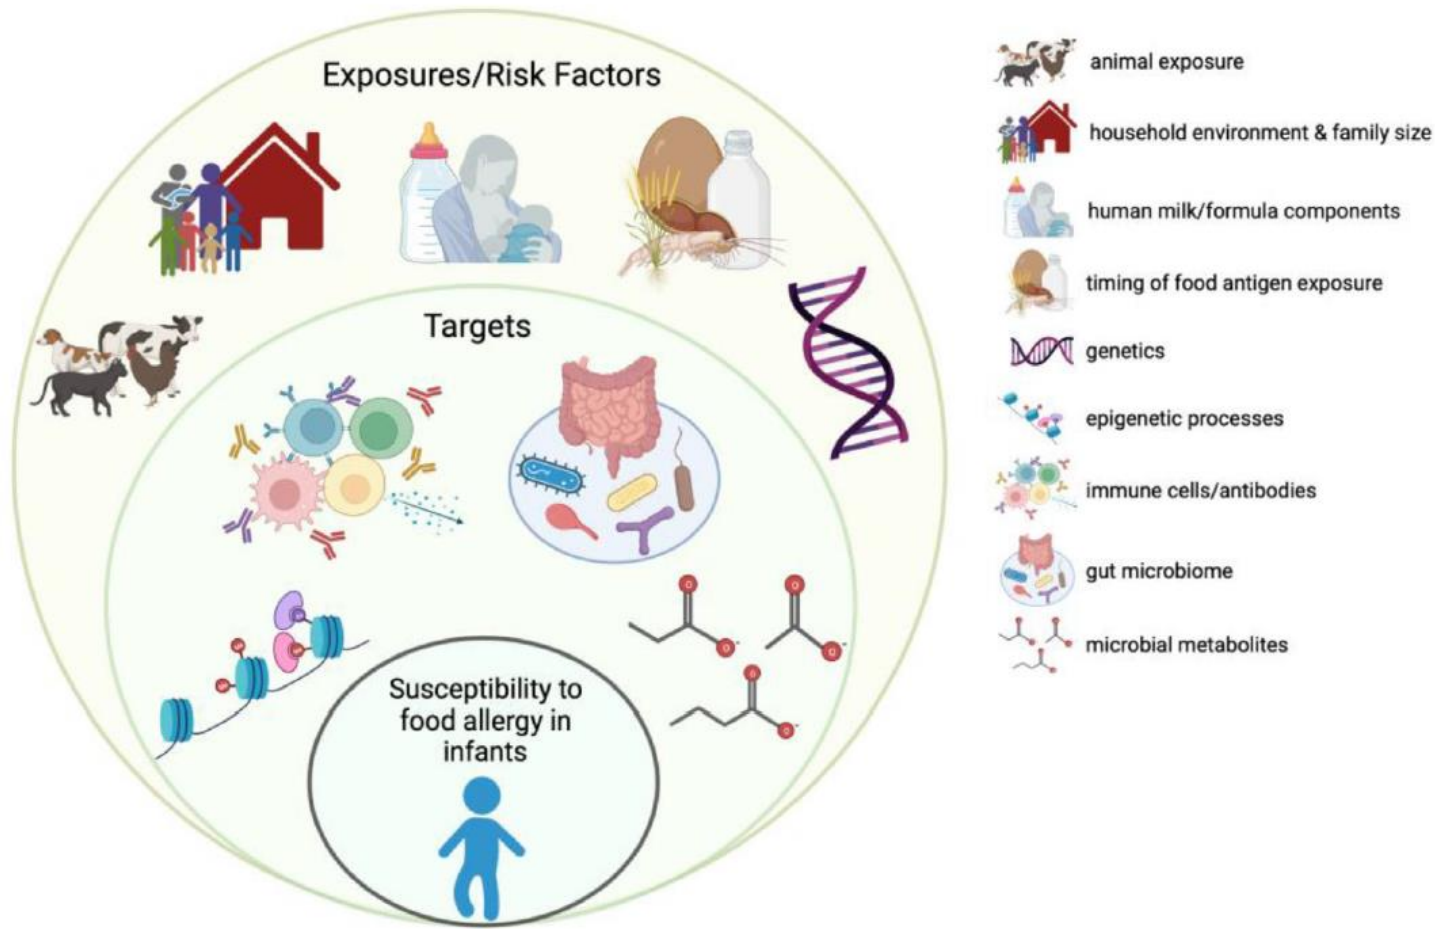 Exposures/Risk Factors
Targets
Susceptibility to
food allergy in
infants
animal exposure
household environment & family size
human milk/formula components
timing of food antigen exposure
genetics
epigenetic processes
immune cells/antibodies
gut microbiome
microbial metabolites